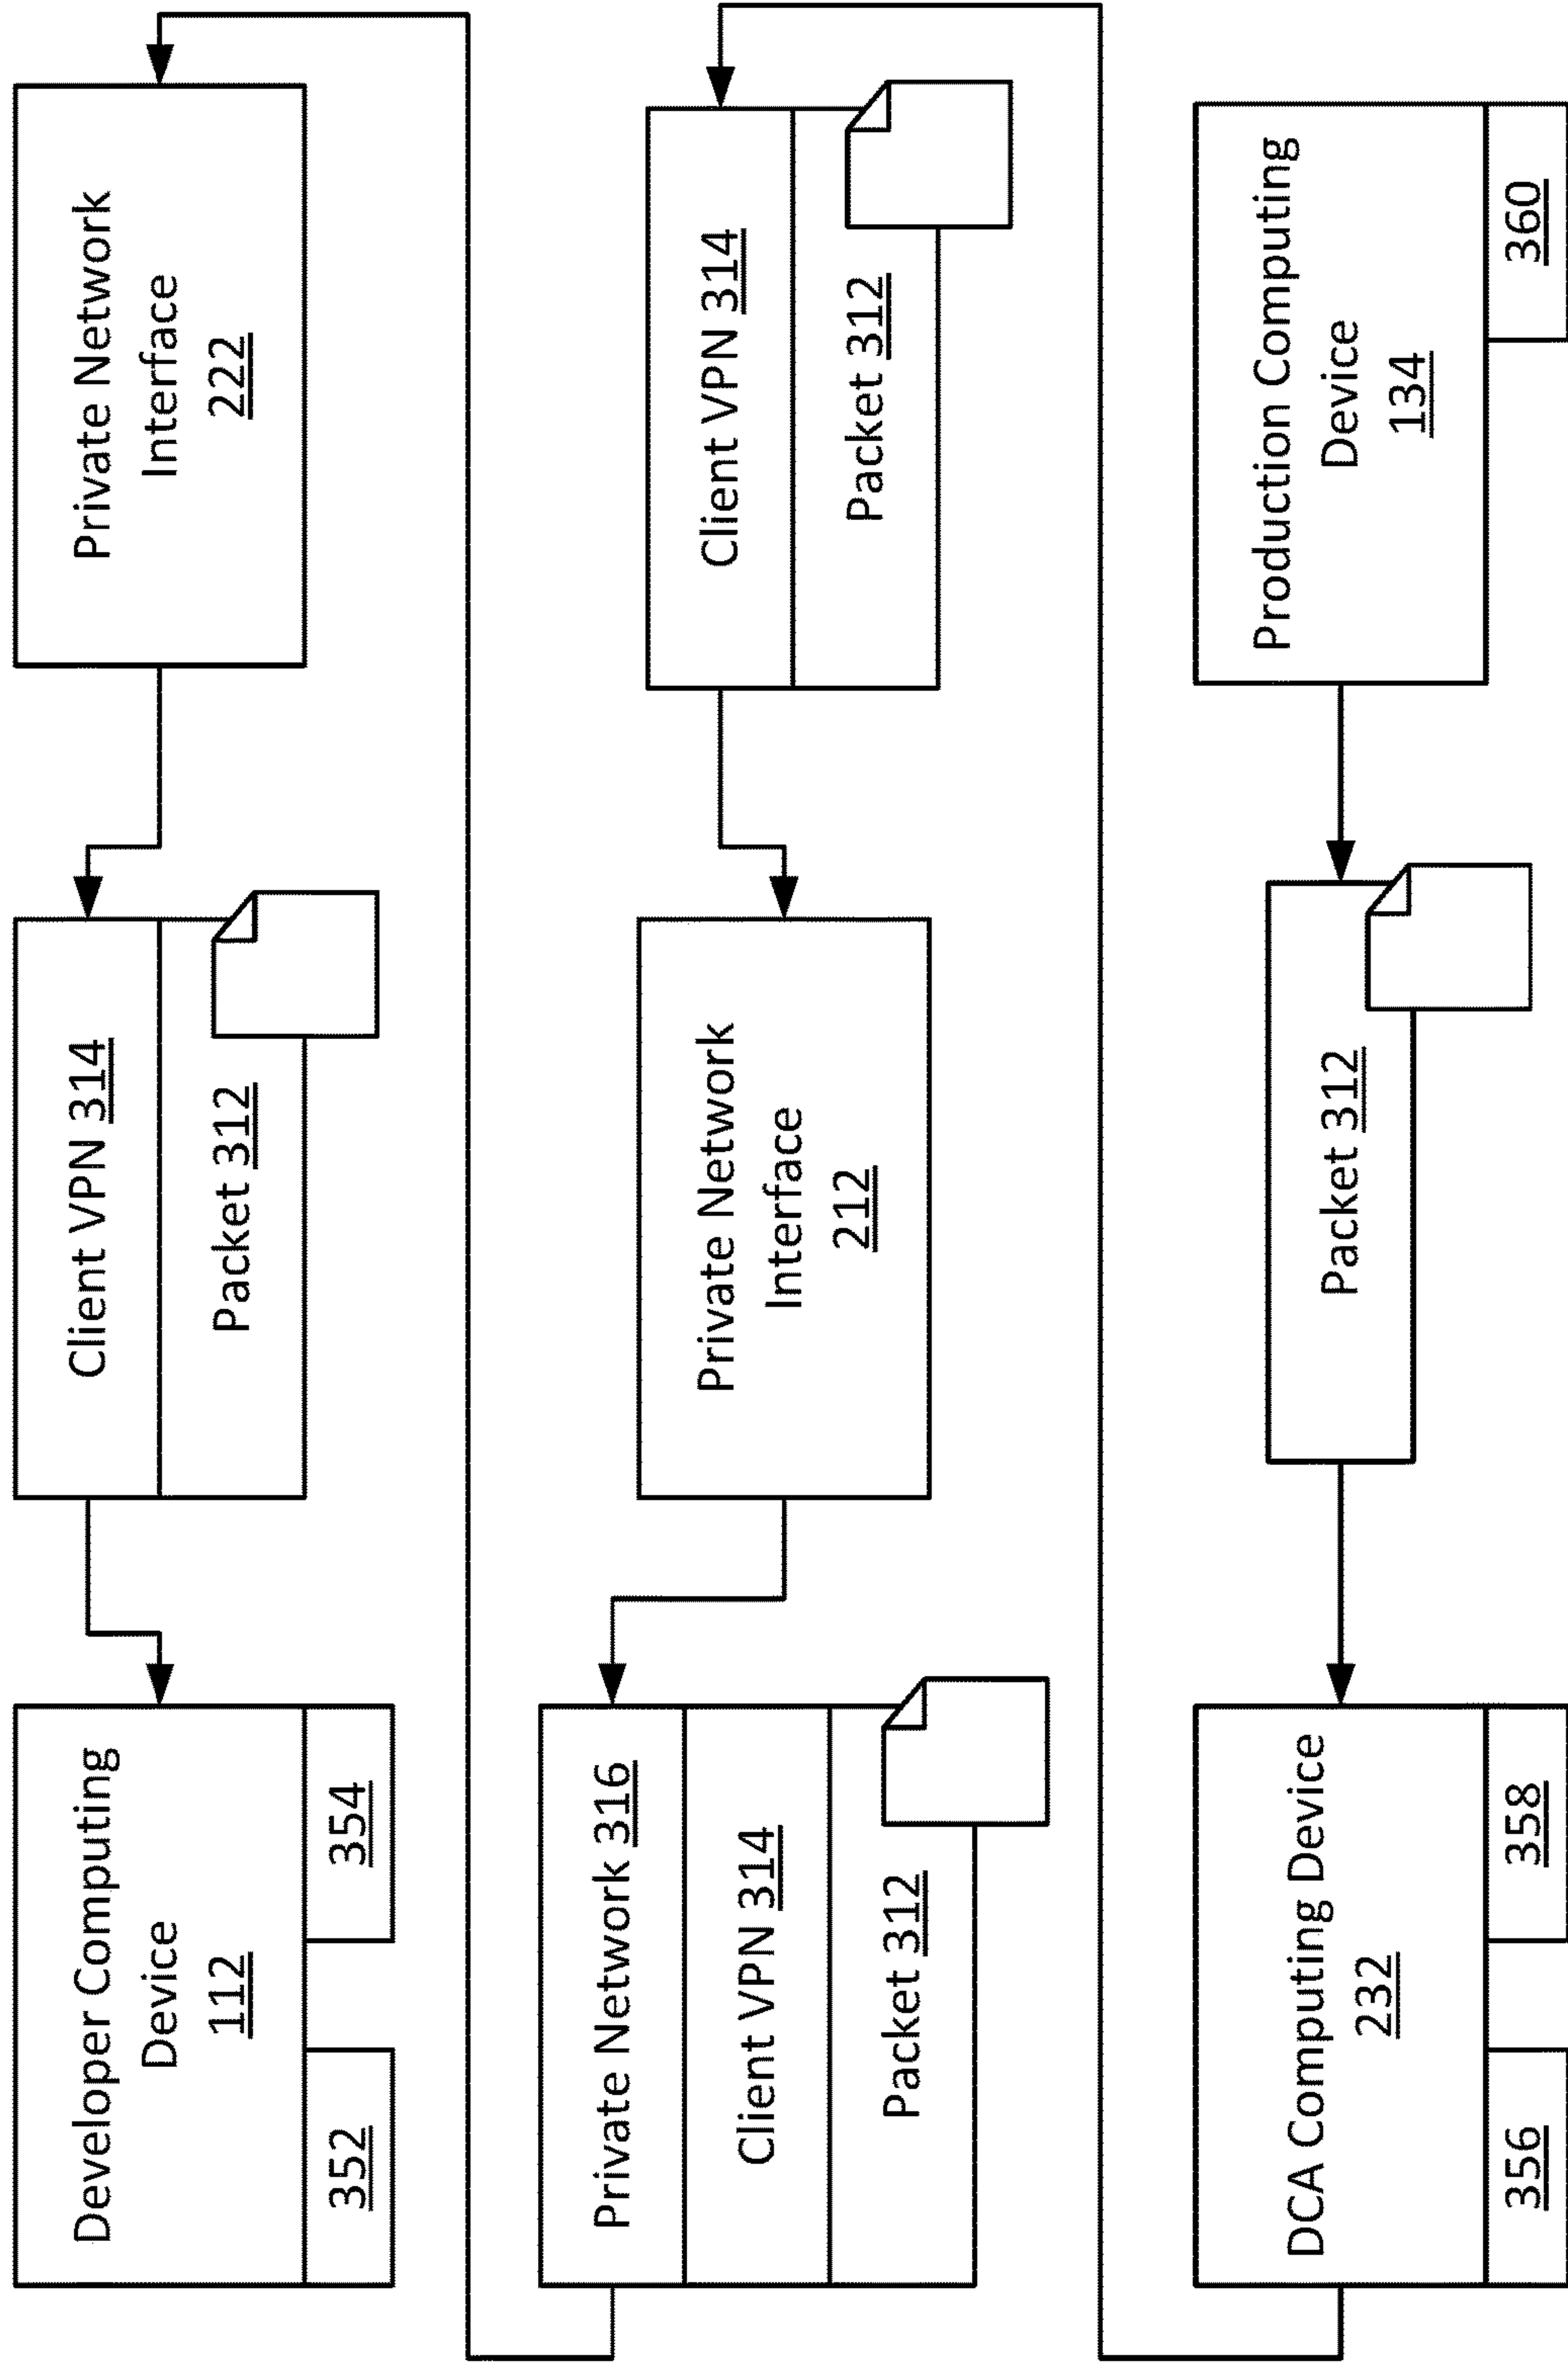 Developer Computing
Device
112
352
354
Client VPN 314
Packet 312
Private Network
Interface
222
Private Network 316
Client VPN 314
Packet 312
Private Network
Interface
212
Client VPN 314
Packet 312
DCA Computing Device
232
356
358
Packet 312
Production Computing
Device
134
360